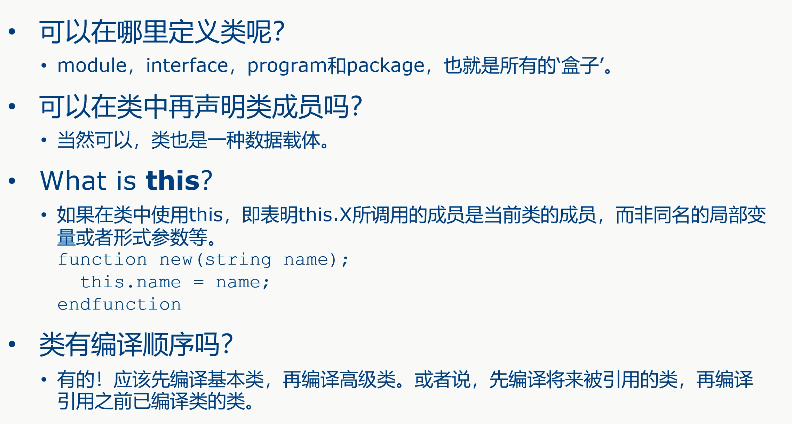 • 可以在哪里定义类呢？
• module，interface，program和package，也就是所有的‘盒子’。
• 可以在类中再声明类成员吗？
• 当然可以，类也是一种数据载体。
• What is this?
• 如果在类中使用this，即表明this.X所调用的成员是当前类的成员，而非同名的局部变
量或者形式参数等。
function new(string name);
this.name = name;
endfunction
• 类有编译顺序吗？
• 有的！应该先编译基本类，再编译高级类。或者说，先编译将来被引用的类，再编译
引用之前已编译类的类。